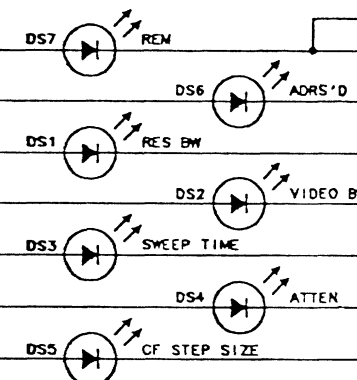 DS7 REM
DS6 ADRS'D
DS1 RES BW
DS2 VIDEO B
DS3 SWEEP TIME
DS4 ATTEN
DS5 CF STEP SIZE